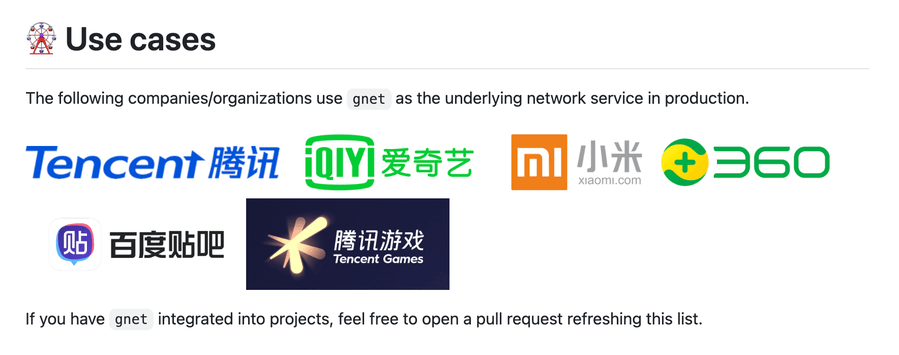 Use cases
The following companies/organizations use gnet as the underlying network service in production.
Tencent 腾讯 iQIYI 爱奇艺 mi 小米 360
xiaomi.com
贴 百度贴吧 腾讯游戏
Tencent Games
If you have gnet integrated into projects, feel free to open a pull request refreshing this list.